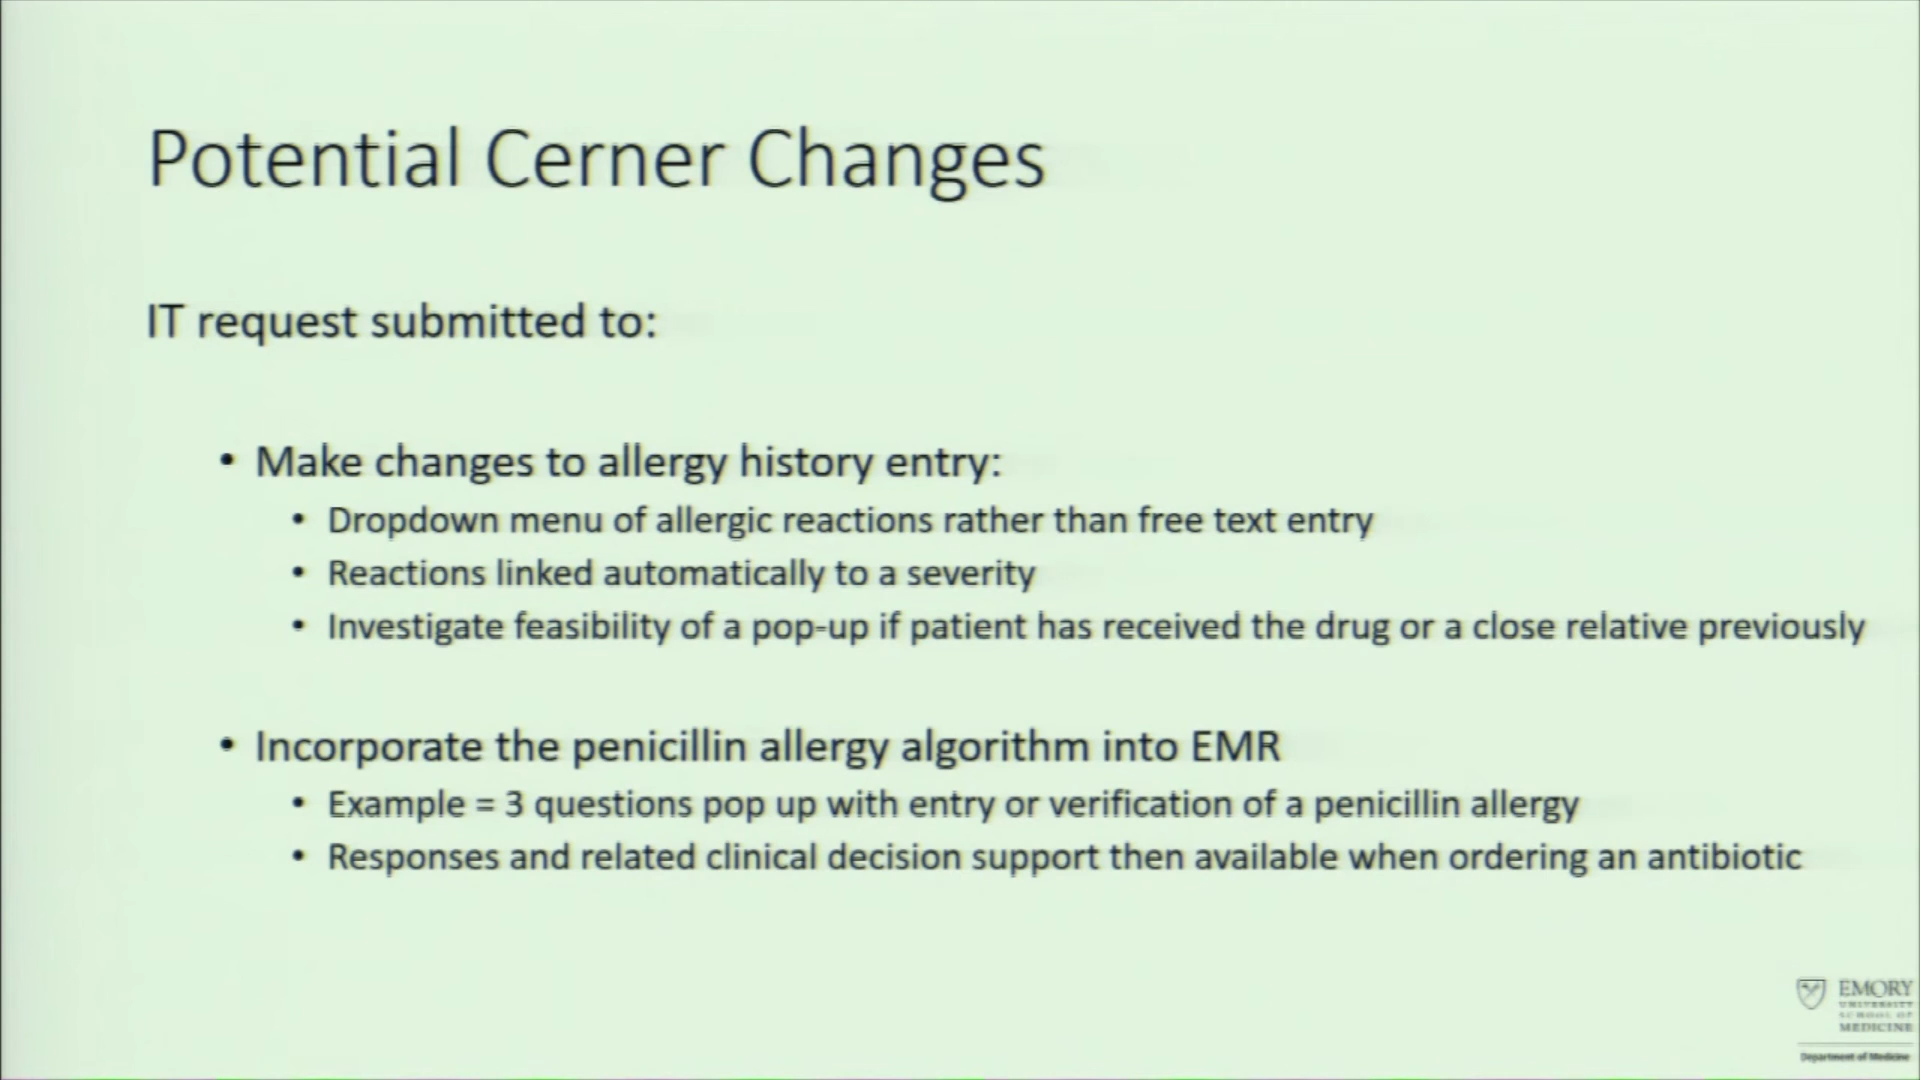 Potential Cerner Changes
IT request submitted to:
• Make changes to allergy history entry:
• Dropdown menu of allergic reactions rather than free text entry
• Reactions linked automatically to a severity
• Investigate feasibility of a pop-up if patient has received the drug or a close relative previously
• Incorporate the penicillin allergy algorithm into EMR
• Example = 3 questions pop up with entry or verification of a penicillin allergy
• Responses and related clinical decision support then available when ordering an antibiotic
EMORY
UNIVERSITY
SCHOOL OF
MEDICINE
Department of Medicine